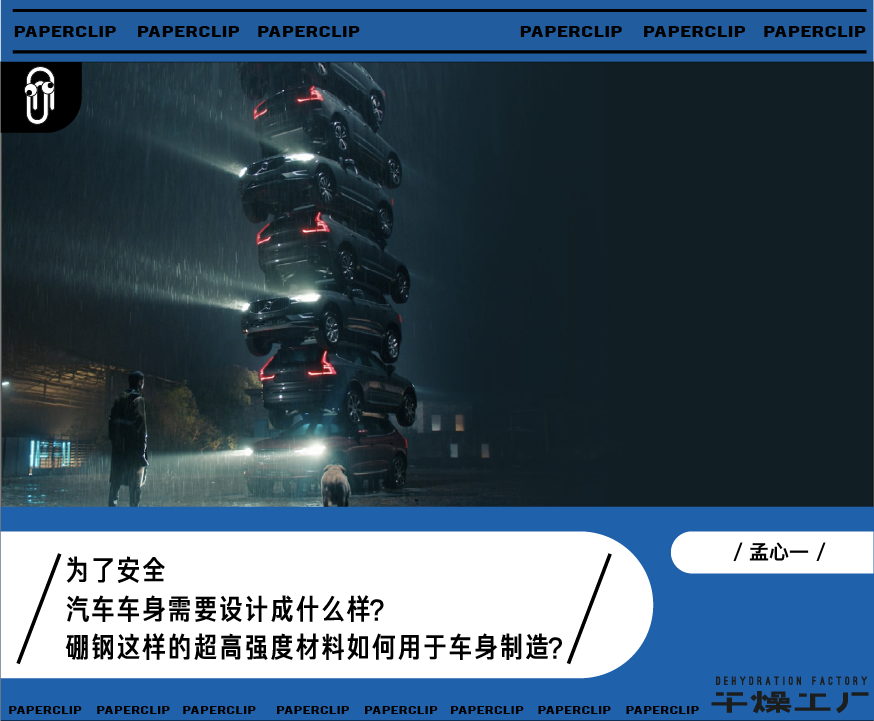 PAPERCLIP PAPERCLIP PAPERCLIP PAPERCLIP PAPERCLIP PAPERCLIP
为了安全
汽车车身需要设计成什么样?
硼钢这样的超高强度材料如何用于车身制造?
/ 孟心一 /
DEHYDRATION FACTORY
干燥工厂
PAPERCLIP PAPERCLIP PAPERCLIP PAPERCLIP PAPERCLIP PAPERCLIP PAPERCLIP PAPERCLIP